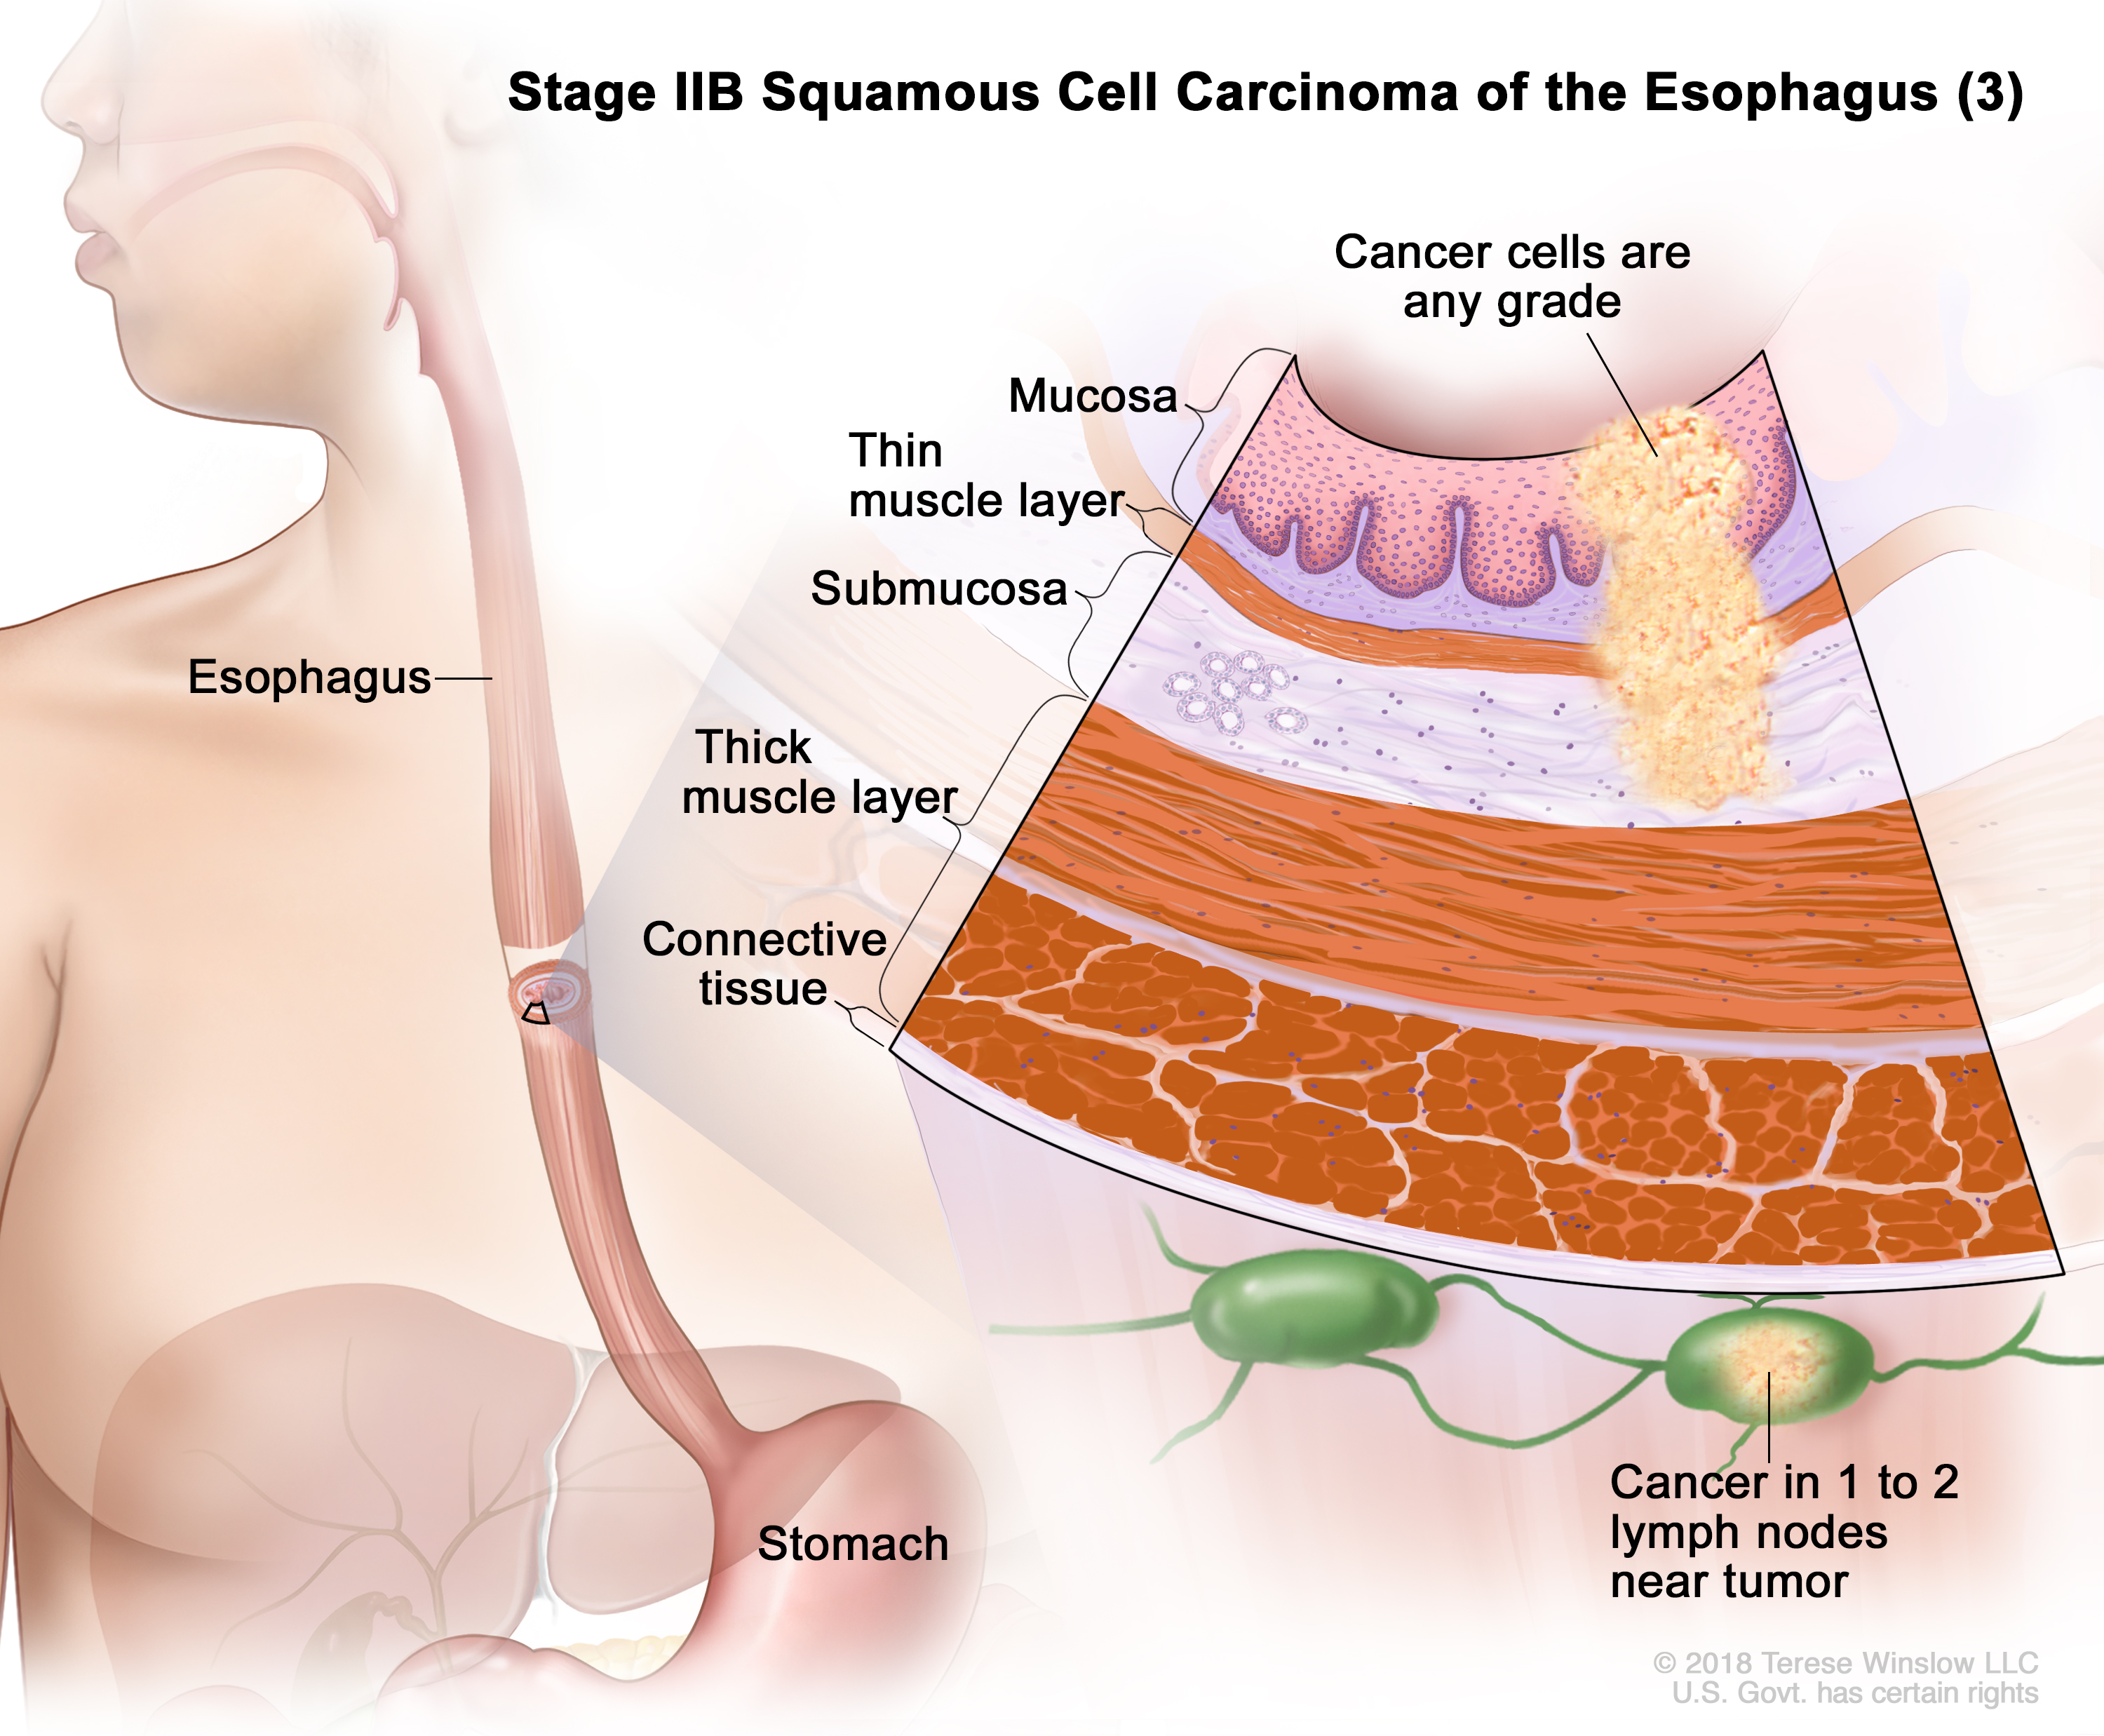 Stage IIB Squamous Cell Carcinoma of the Esophagus (3)
Cancer cells are
any grade
Mucosa
Thin
muscle layer
Submucosa
Esophagus
Thick
muscle layer
Connective
tissue
Stomach
Cancer in 1 to 2
lymph nodes
near tumor
© 2018 Terese Winslow LLC
U.S. Govt. has certain rights